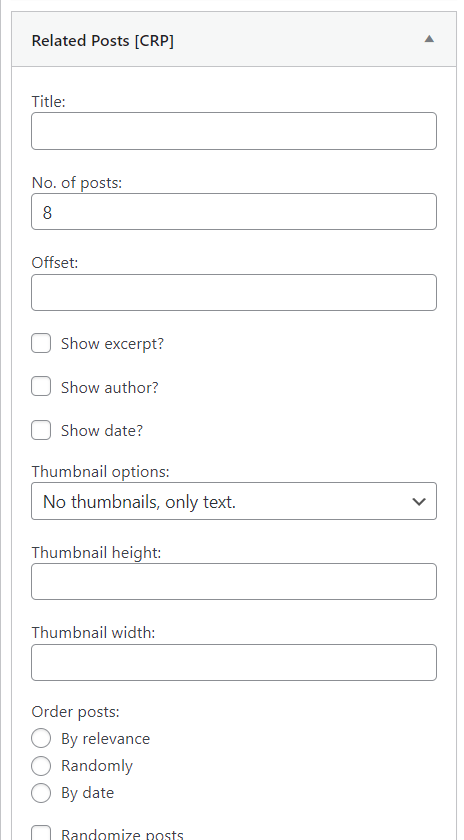 Related Posts [CRP]
Title:
No. of posts:
8
Offset:
Show excerpt?
Show author?
Show date?
Thumbnail options:
No thumbnails, only text.
Thumbnail height:
Thumbnail width:
Order posts:
By relevance
Randomly
By date
Randomize posts